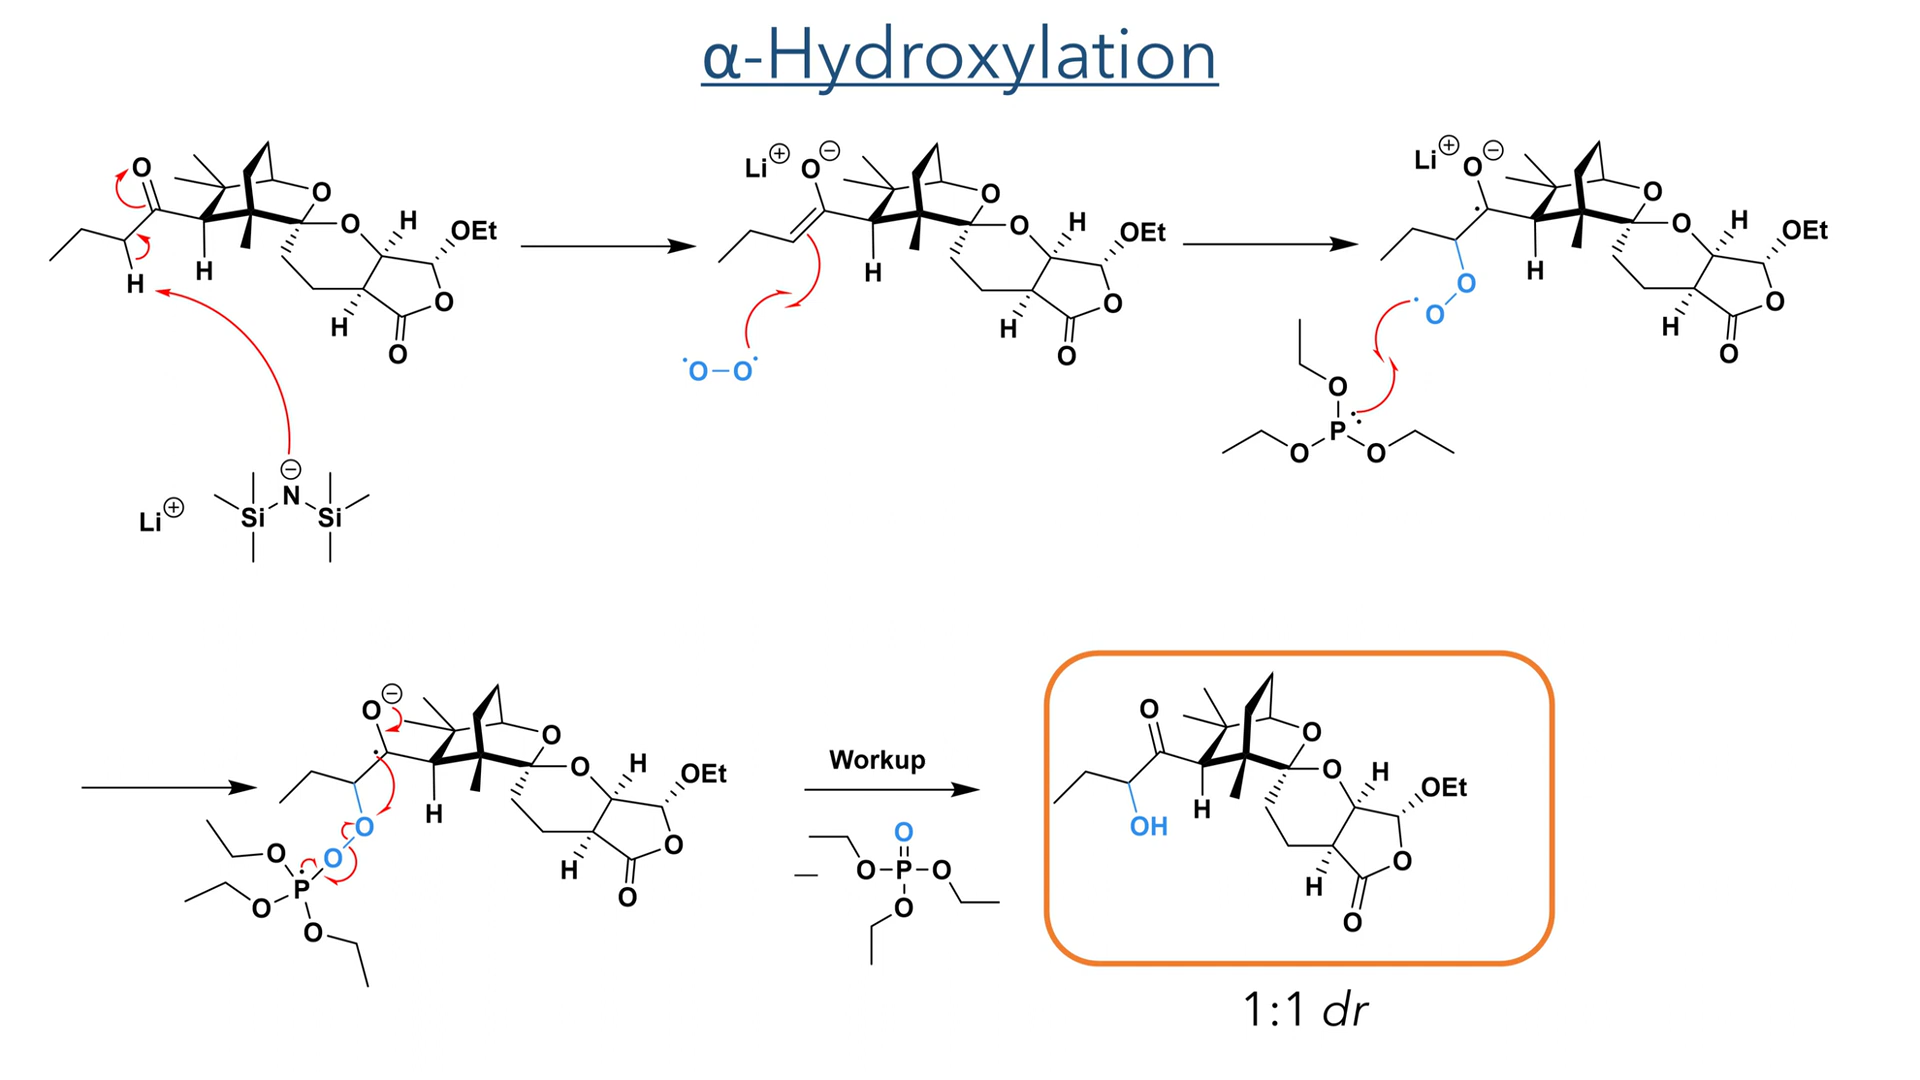 α-Hydroxylation
O
H
H
O
O
H
OEt
H
O
O
Li⊕
⊖
N
Si
Si
Li⊕
O⊖
H
O
O
H
OEt
H
O
O
·O–O·
Li⊕
O⊖
·
O
·O
H
O
O
H
OEt
H
O
O
O
P:
O
O
O⊖
·
O
O
H
O
O
H
OEt
H
O
O
O
·
P
O
O
Workup
–
O
O–P–O
O
O
OH
H
O
O
H
OEt
H
O
O
1:1 dr